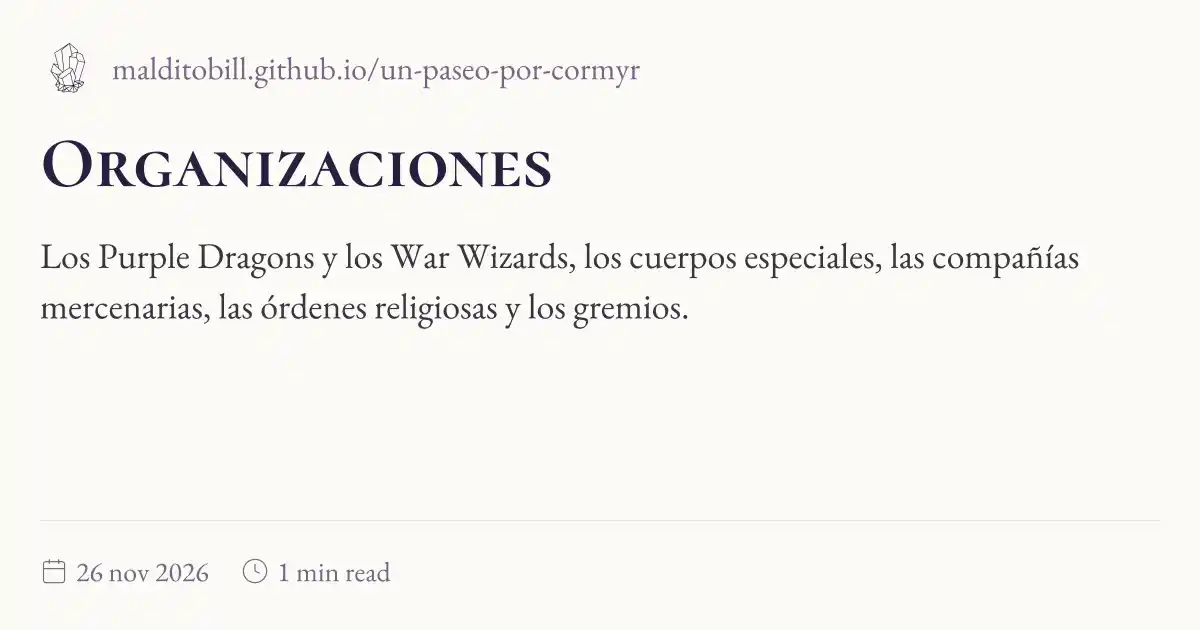 malditobill.github.io/un-paseo-por-cormyr
Organizaciones
Los Purple Dragons y los War Wizards, los cuerpos especiales, las compañías
mercenarias, las órdenes religiosas y los gremios.
26 nov 2026 1 min read